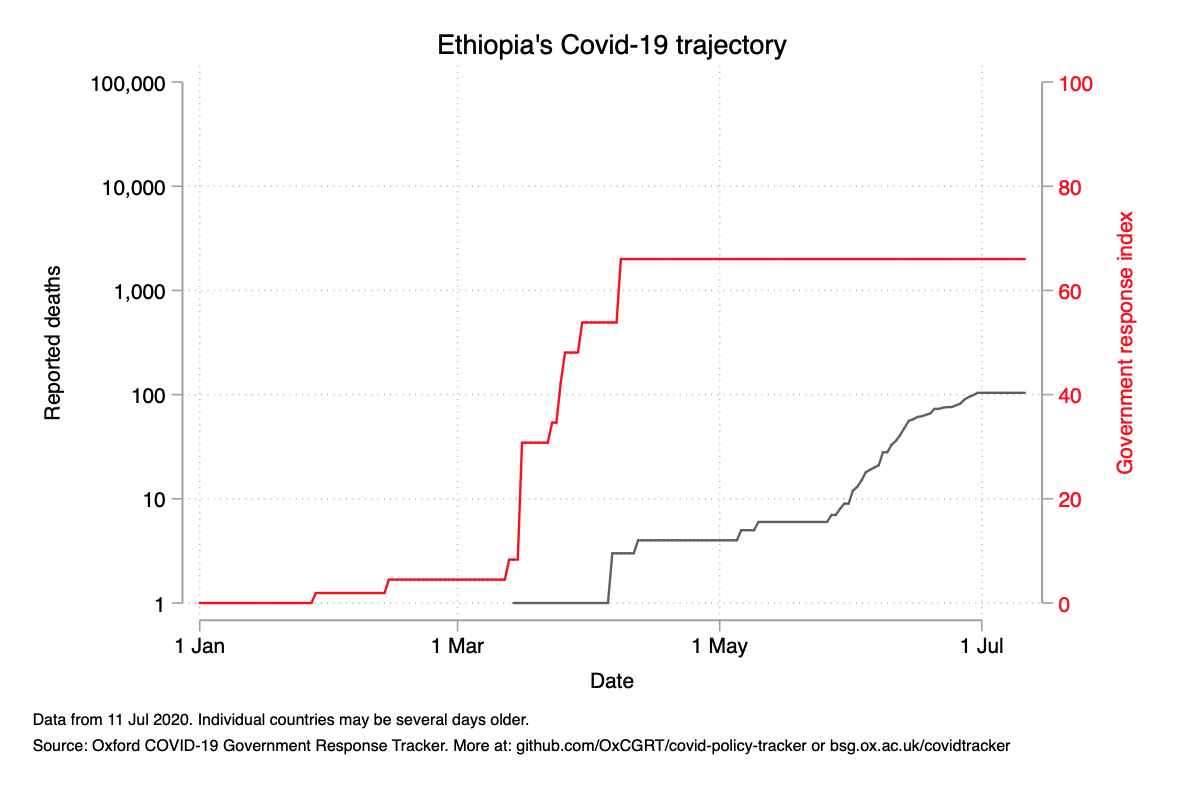 Ethiopia's Covid-19 trajectory
100,000
10,000
1,000
100
10
1
Reported deaths
100
80
60
40
20
0
Government response index
1 Jan
1 Mar
1 May
1 Jul
Date
Data from 11 Jul 2020. Individual countries may be several days older.
Source: Oxford COVID-19 Government Response Tracker. More at: github.com/OxCGRT/covid-policy-tracker or bsg.ox.ac.uk/covidtracker